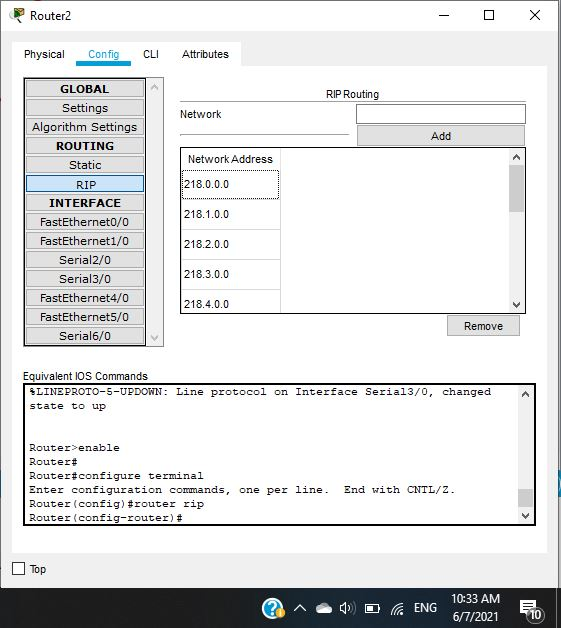 Router2
Physical Config CLI Attributes
GLOBAL
Settings
Algorithm Settings
ROUTING
Static
RIP
INTERFACE
FastEthernet0/0
FastEthernet1/0
Serial2/0
Serial3/0
FastEthernet4/0
FastEthernet5/0
Serial6/0
RIP Routing
Network
Add
Network Address
218.0.0.0
218.1.0.0
218.2.0.0
218.3.0.0
218.4.0.0
Remove
Equivalent IOS Commands
%LINEPROTO-5-UPDOWN: Line protocol on Interface Serial3/0, changed
state to up
Router>enable
Router#
Router#configure terminal
Enter configuration commands, one per line. End with CNTL/Z.
Router(config)#router rip
Router(config-router)#
Top
ENG
10:33 AM
6/7/2021
10